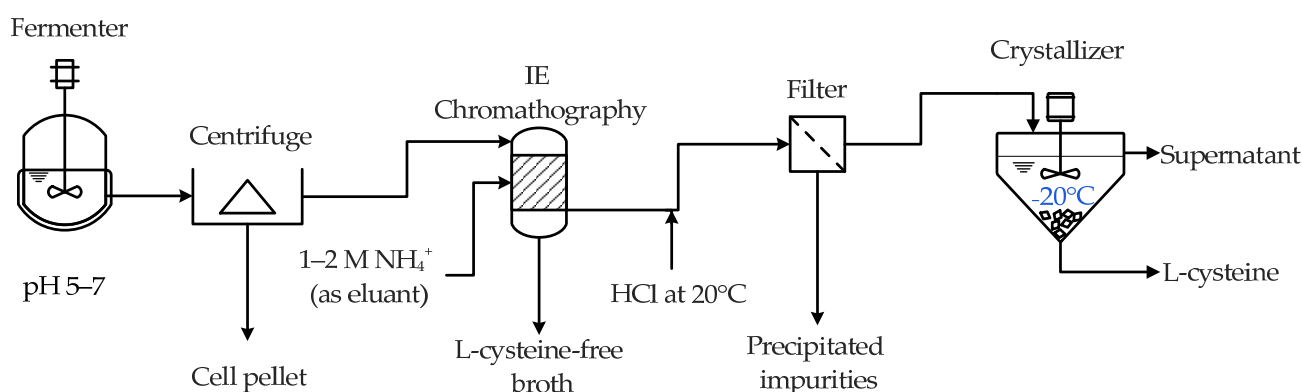 Fermenter
pH 5–7
Centrifuge
Cell pellet
IE
Chromathography
1–2 M NH₄⁺
(as eluant)
L-cysteine-free
broth
HCl at 20°C
Filter
Precipitated
impurities
Crystallizer
-20°C
Supernatant
L-cysteine